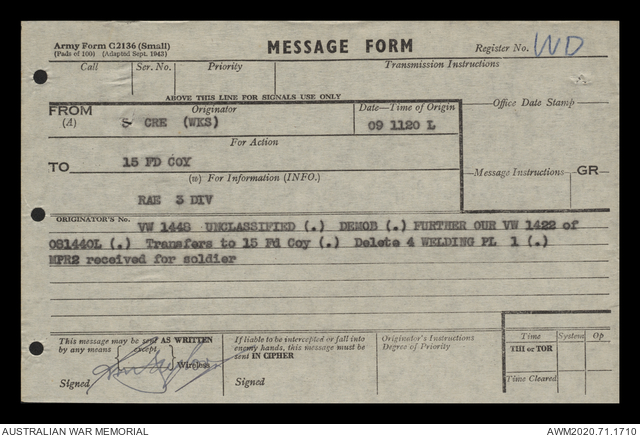 Army Form C2136 (Small)
(Pads of 100) (Adapted Sept. 1943)
MESSAGE FORM
Register No. WD
Call
Ser. No.
Priority
Transmission Instructions
ABOVE THIS LINE FOR SIGNALS USE ONLY
FROM
(A)
Originator
Date—Time of Origin
Office Date Stamp
5 CRE (WKS)
09 1120 L
For Action
TO
15 FD COY
(W) For Information (INFO.)
Message Instructions
GR
RAE 3 DIV
ORIGINATOR'S No.
VW 1448 UNCLASSIFIED (.) DEMOB (.) FURTHER OUR VW 1422 of
081440L (.) Transfers to 15 Fd Coy (.) Delete 4 WELDING PL 1 (.)
MPR2 received for soldier
This message may be sent AS WRITTEN
by any means except
Wireless
Signed
If liable to be intercepted or fall into
enemy hands, this message must be
sent IN CIPHER
Signed
Originator's Instructions
Degree of Priority
Time
System
Op
THI or TOR
Time Cleared
AUSTRALIAN WAR MEMORIAL
AWM2020.71.1710